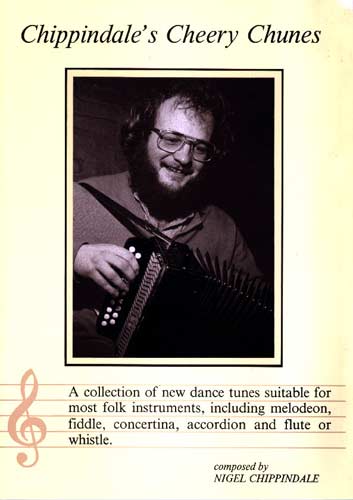 Chippindale's Cheery Chunes
A collection of new dance tunes suitable for
most folk instruments, including melodeon,
fiddle, concertina, accordion and flute or
whistle.
composed by
NIGEL CHIPPINDALE